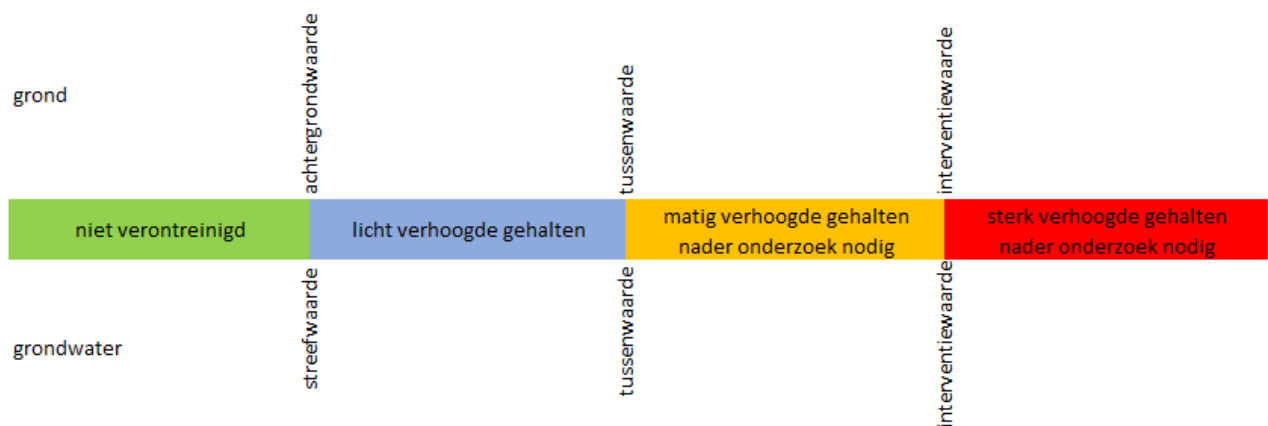 grond
achtergrondwaarde
tussenwaarde
interventiewaarde
niet verontreinigd
licht verhoogde gehalten
matig verhoogde gehalten
nader onderzoek nodig
sterk verhoogde gehalten
nader onderzoek nodig
grondwater
streefwaarde
tussenwaarde
interventiewaarde